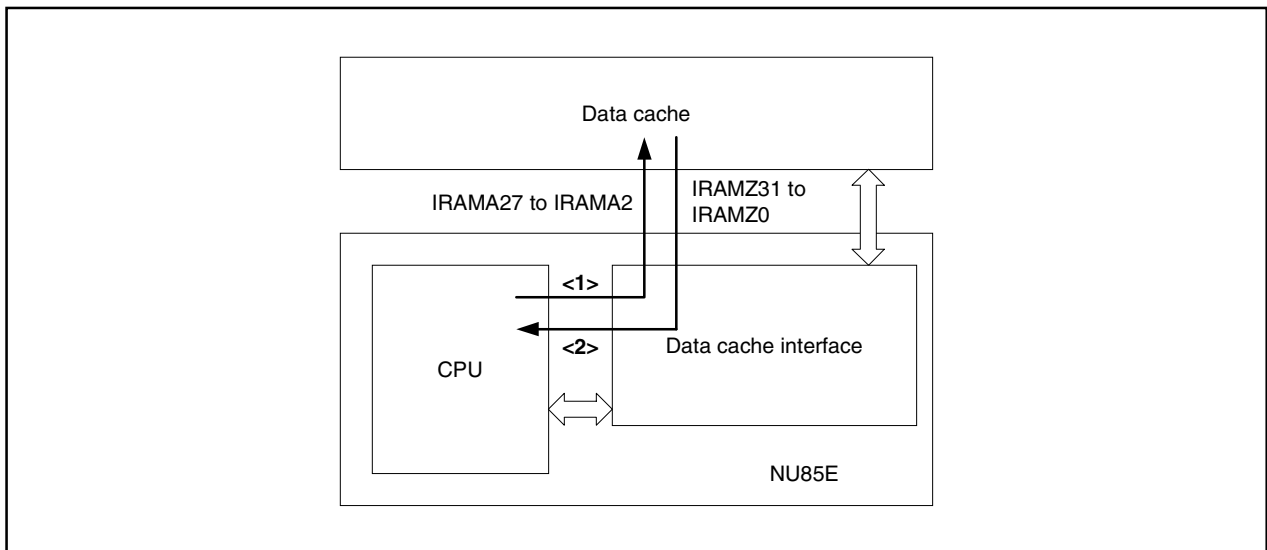 Data cache
IRAMA27 to IRAMA2
IRAMZ31 to
IRAMZ0
<1>
<2>
Data cache interface
CPU
NU85E